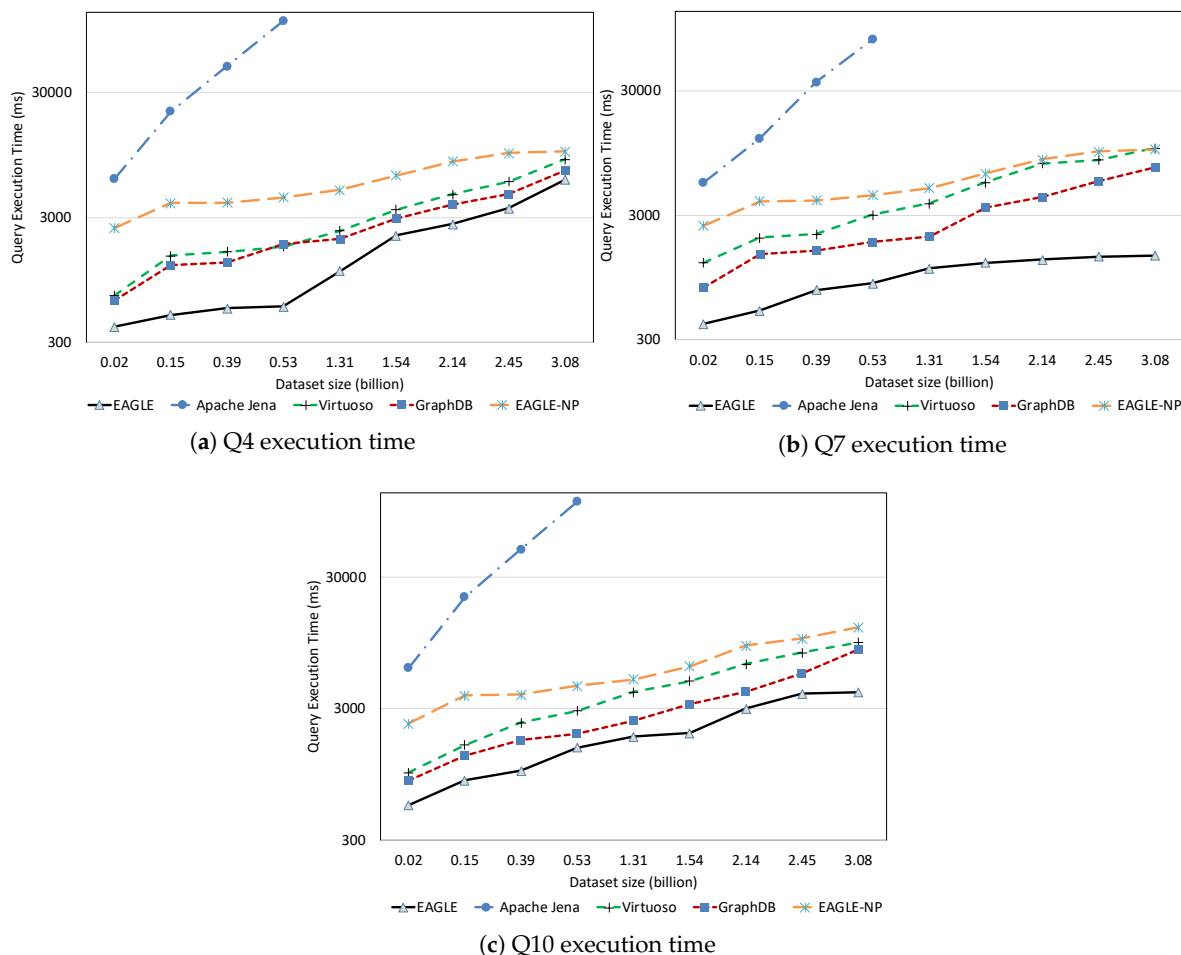 Query Execution Time (ms)
30000
3000
300
0.02 0.15 0.39 0.53 1.31 1.54 2.14 2.45 3.08
Dataset size (billion)
EAGLE Apache Jena Virtuoso GraphDB EAGLE-NP
(a) Q4 execution time
Query Execution Time (ms)
30000
3000
300
0.02 0.15 0.39 0.53 1.31 1.54 2.14 2.45 3.08
Dataset size (billion)
EAGLE Apache Jena Virtuoso GraphDB EAGLE-NP
(b) Q7 execution time
Query Execution Time (ms)
30000
3000
300
0.02 0.15 0.39 0.53 1.31 1.54 2.14 2.45 3.08
Dataset size (billion)
EAGLE Apache Jena Virtuoso GraphDB EAGLE-NP
(c) Q10 execution time